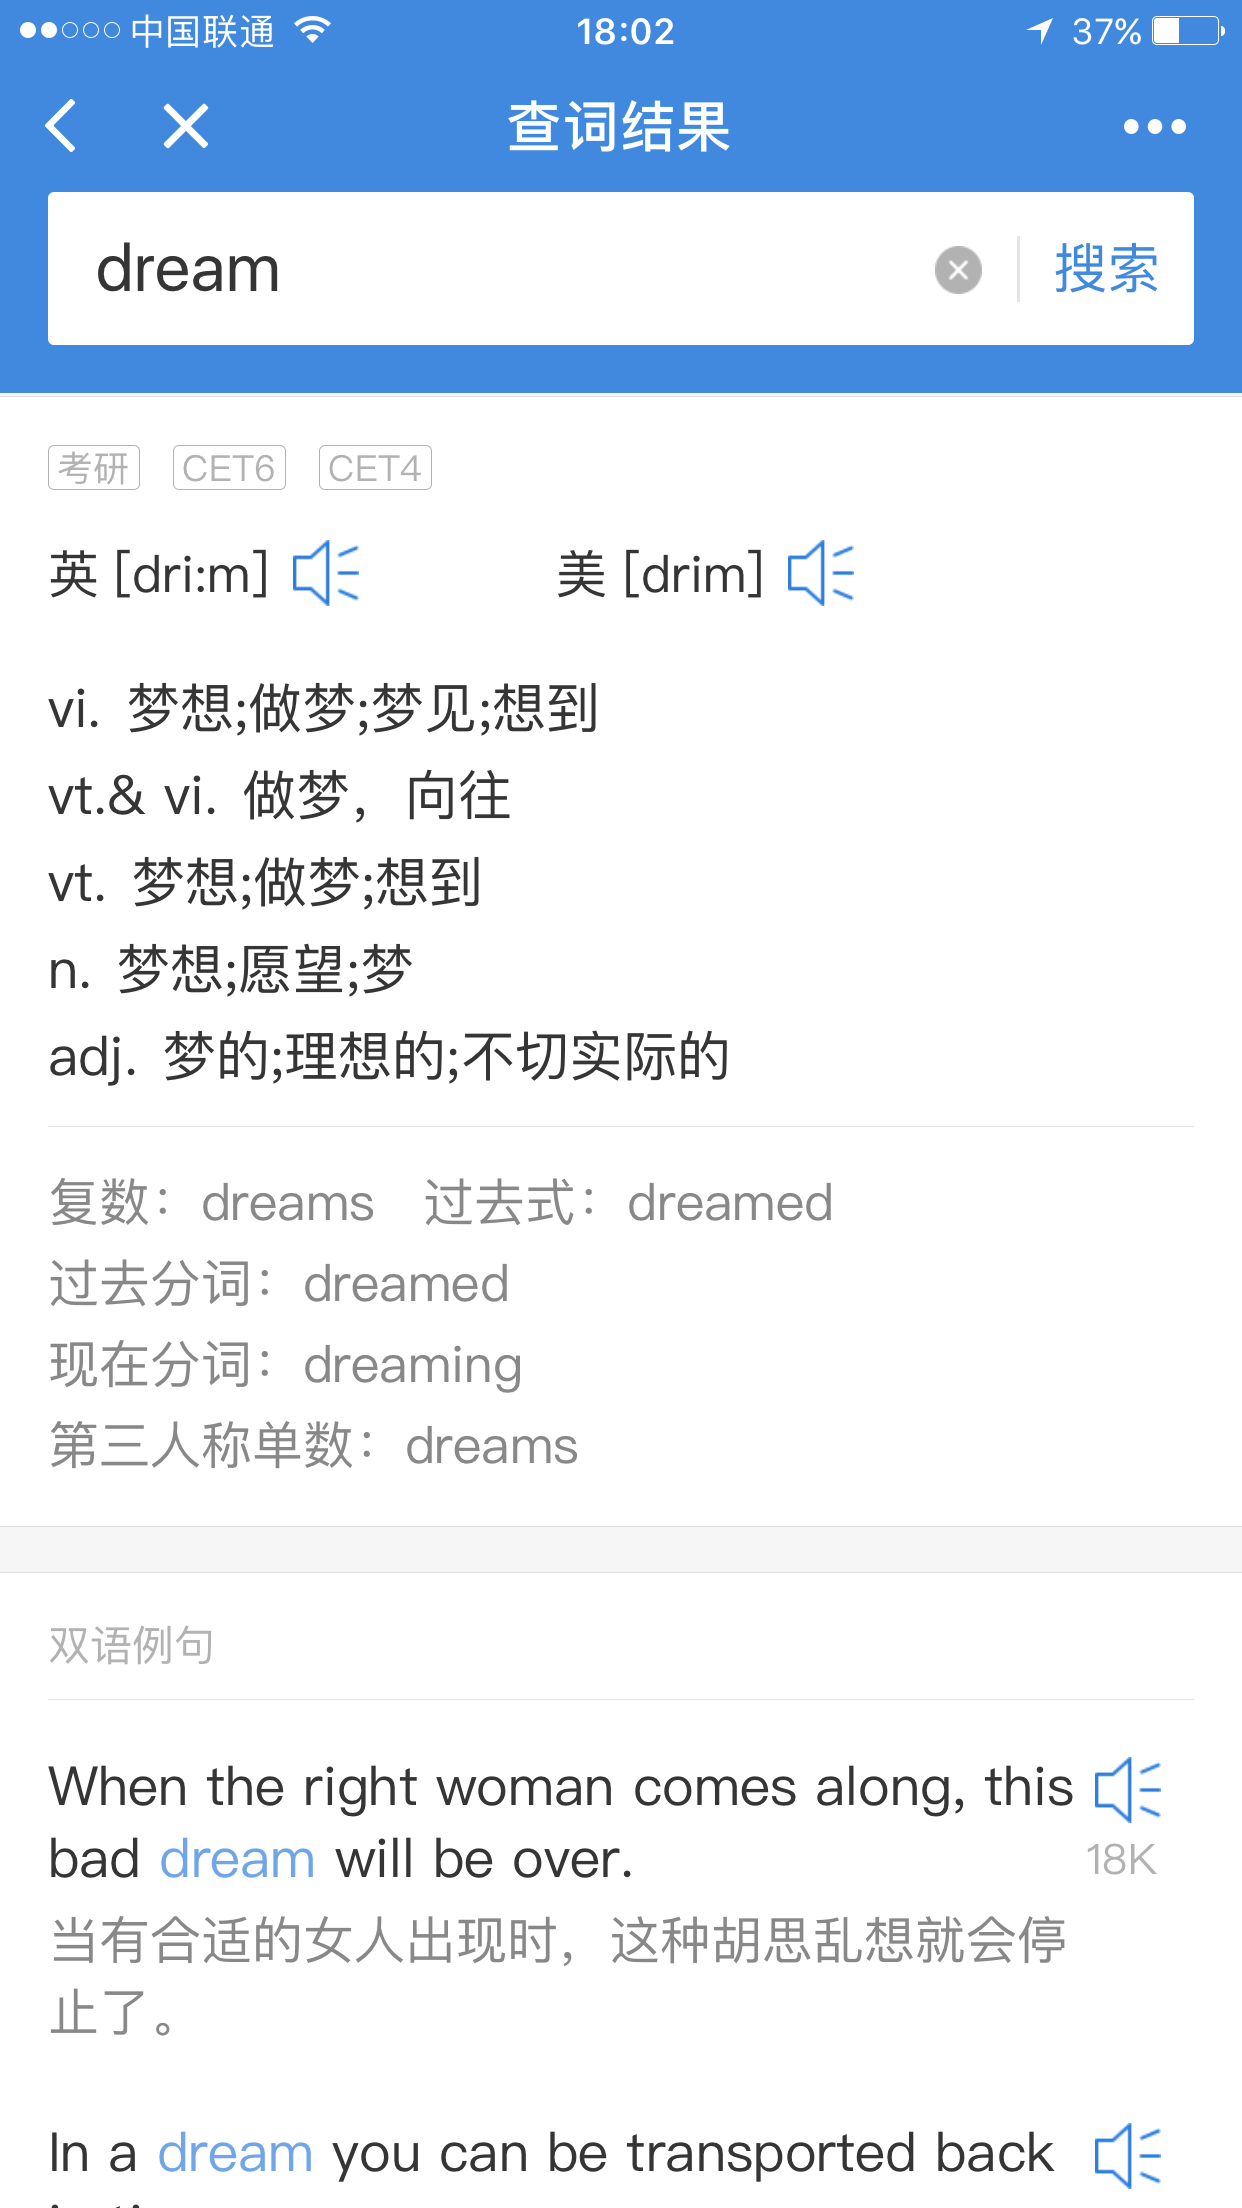 中国联通 18:02 37%
查词结果
dream 搜索
考研 CET6 CET4
英 [dri:m] 美 [drim]
vi. 梦想;做梦;梦见;想到
vt.& vi. 做梦，向往
vt. 梦想;做梦;想到
n. 梦想;愿望;梦
adj. 梦的;理想的;不切实际的
复数：dreams 过去式：dreamed
过去分词：dreamed
现在分词：dreaming
第三人称单数：dreams
双语例句
When the right woman comes along, this
bad dream will be over.
18K
当有合适的女人出现时，这种胡思乱想就会停
止了。
In a dream you can be transported back